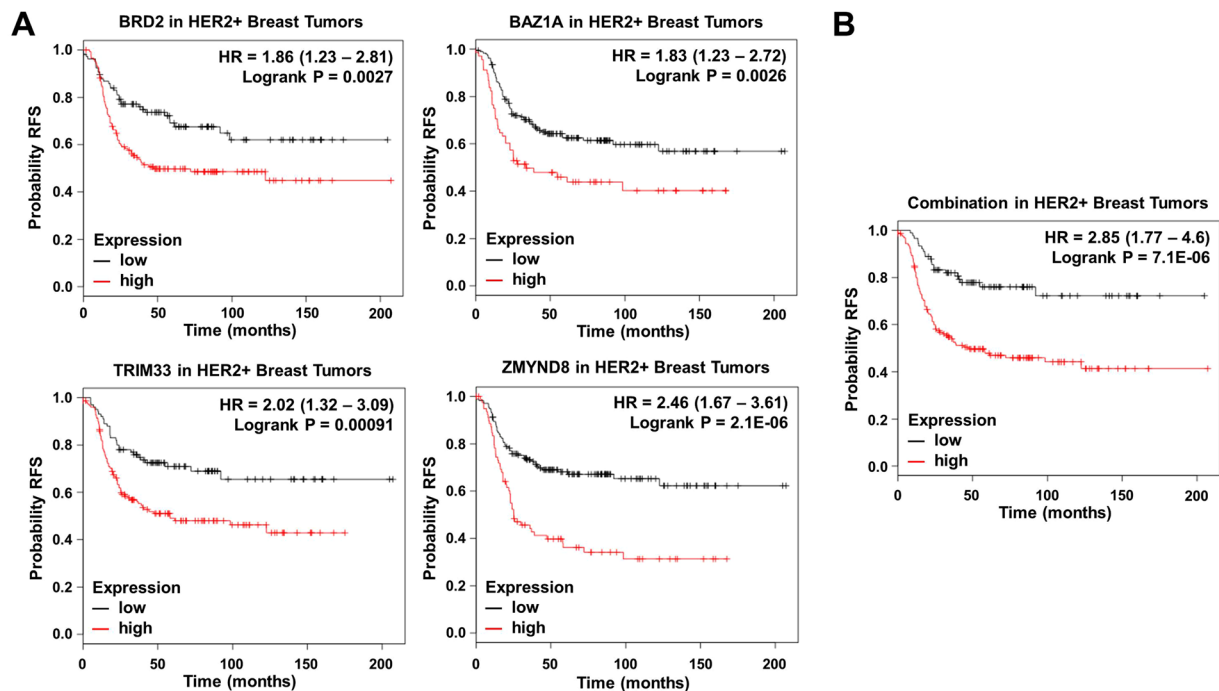 A
BRD2 in HER2+ Breast Tumors
HR = 1.86 (1.23 – 2.81)
Logrank P = 0.0027
Probability RFS
1.0
0.8
0.6
0.4
0.2
0.0
Expression
low
high
0
50
100
150
200
Time (months)
BAZ1A in HER2+ Breast Tumors
HR = 1.83 (1.23 – 2.72)
Logrank P = 0.0026
Probability RFS
1.0
0.8
0.6
0.4
0.2
0.0
Expression
low
high
0
50
100
150
200
Time (months)
TRIM33 in HER2+ Breast Tumors
HR = 2.02 (1.32 – 3.09)
Logrank P = 0.00091
Probability RFS
1.0
0.8
0.6
0.4
0.2
0.0
Expression
low
high
0
50
100
150
200
Time (months)
ZMYND8 in HER2+ Breast Tumors
HR = 2.46 (1.67 – 3.61)
Logrank P = 2.1E-06
Probability RFS
1.0
0.8
0.6
0.4
0.2
0.0
Expression
low
high
0
50
100
150
200
Time (months)
B
Combination in HER2+ Breast Tumors
HR = 2.85 (1.77 – 4.6)
Logrank P = 7.1E-06
Probability RFS
1.0
0.8
0.6
0.4
0.2
0.0
Expression
low
high
0
50
100
150
200
Time (months)